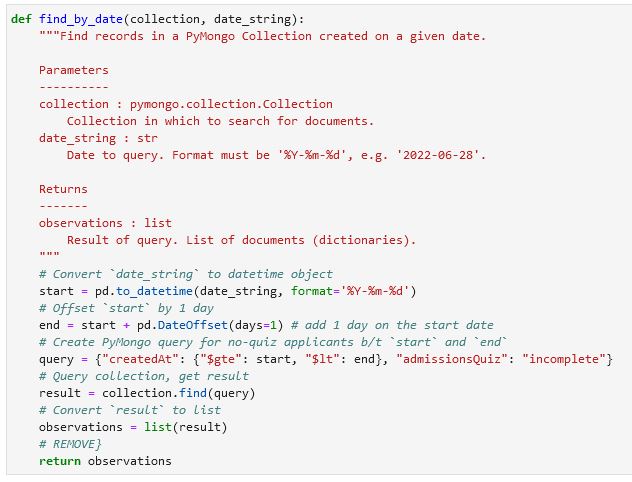 def find_by_date(collection, date_string):
    """Find records in a PyMongo Collection created on a given date.

    Parameters
    ----------
    collection : pymongo.collection.Collection
        Collection in which to search for documents.
    date_string : str
        Date to query. Format must be '%Y-%m-%d', e.g. '2022-06-28'.

    Returns
    -------
    observations : list
        Result of query. List of documents (dictionaries).
    """
    # Convert `date_string` to datetime object
    start = pd.to_datetime(date_string, format='%Y-%m-%d')
    # Offset `start` by 1 day
    end = start + pd.DateOffset(days=1) # add 1 day on the start date
    # Create PyMongo query for no-quiz applicants b/t `start` and `end`
    query = {"createdAt": {"$gte": start, "$lt": end}, "admissionsQuiz": "incomplete"}
    # Query collection, get result
    result = collection.find(query)
    # Convert `result` to list
    observations = list(result)
    # REMOVE}
    return observations